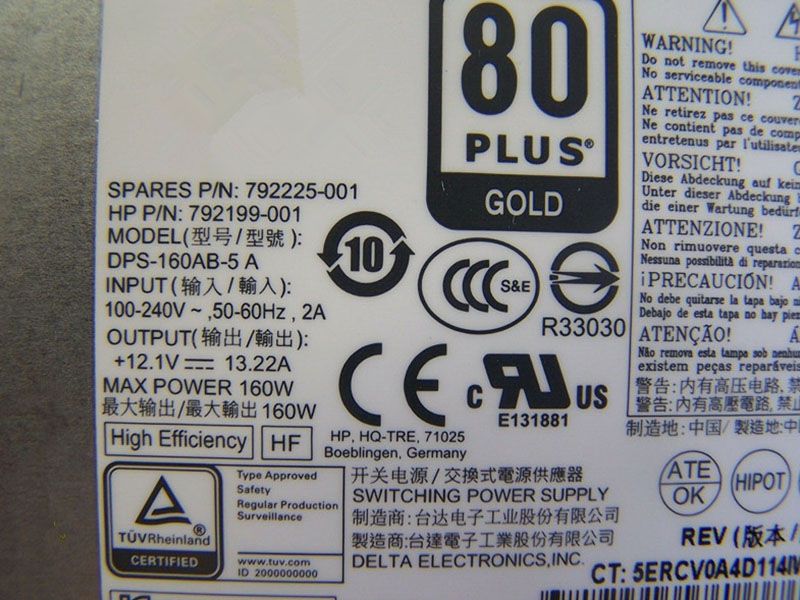 80
PLUS®
GOLD
SPARES P/N: 792225-001
HP P/N: 792199-001
MODEL(型号/型號):
DPS-160AB-5 A
INPUT(输入/輸入):
100-240V~,50-60Hz, 2A
OUTPUT(输出/輸出):
+12.1V⎓ 13.22A
MAX POWER 160W
最大输出/最大輸出 160W
High Efficiency
HF
10
CCC S&E
R33030
CE
c RU US
E131881
HP, HQ-TRE, 71025
Boeblingen, Germany
TÜVRheinland®
CERTIFIED
Type Approved
Safety
Regular Production
Surveillance
www.tuv.com
ID 2000000000
开关电源/交換式電源供應器
SWITCHING POWER SUPPLY
制造商:台达电子工业股份有限公司
製造商:台達電子工業股份有限公司
DELTA ELECTRONICS,INC.
WARNING!
Do not remove this cover
No serviceable component
ATTENTION!
Ne retirez pas ce couver
Ne contient pas de comp
entretenus par l'utilisate
VORSICHT!
Diese Abdeckung auf kein
Unter dieser Abdeckung
die einer Wartung bedürf
ATTENZIONE!
Non rimuovere questa c
Nessuna possibilità di reparazion
¡PRECAUCIÓN!
No debe quitarse la tapa bajo n
Debajo de esta tapa no hay pie
ATENÇÃO!
Não remova esta tampa sob nenhu
existem peças reparáveis
警告:内有高压电路,禁
警告:內有高壓電路,禁止
制造地:中国/製造地:中
ATE
OK
HIPOT
REV(版本/
CT: 5ERCV0A4D114